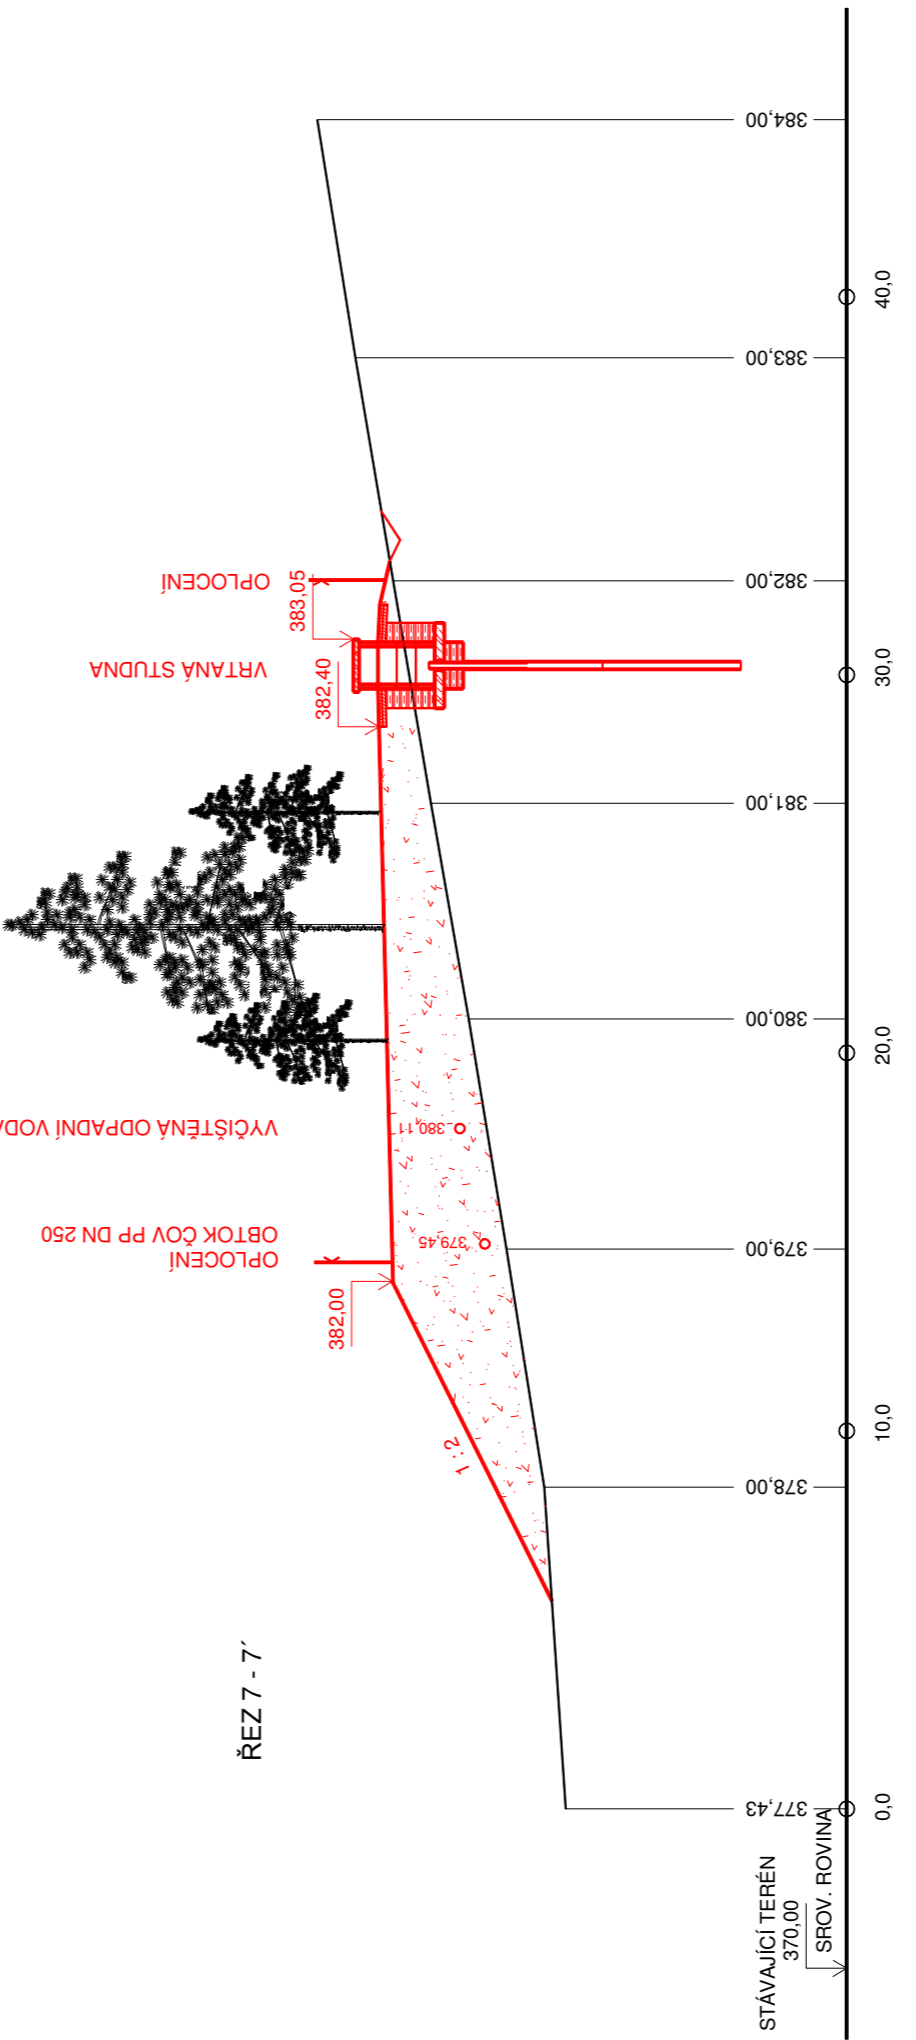 ŘEZ 7 - 7´
VYČIŠTĚNÁ ODPADNÍ VODA
OBTOK ČOV PP DN 250
OPLOCENÍ
382,00
VRTANÁ STUDNA
382,40
OPLOCENÍ
383,05
1:2
379,45
380,11
STÁVAJÍCÍ TERÉN
370,00
SROV. ROVINA
377,43
378,00
379,00
380,00
381,00
382,00
383,00
384,00
0,0
10,0
20,0
30,0
40,0